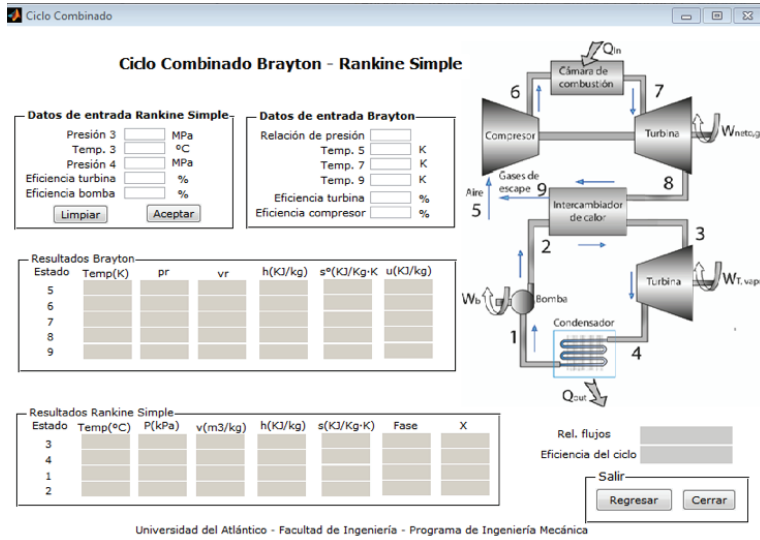 Ciclo Combinado
Ciclo Combinado Brayton - Rankine Simple
Datos de entrada Rankine Simple
Presión 3 MPa
Temp. 3 ºC
Presión 4 MPa
Eficiencia turbina %
Eficiencia bomba %
Limpiar Aceptar
Datos de entrada Brayton
Relación de presión
Temp. 5 K
Temp. 7 K
Temp. 9 K
Eficiencia turbina %
Eficiencia compresor %
Qin
Cámara de
combustión
6 7
Compresor Turbina Wneto,g
Gases de
escape 9 8
Aire
5
Intercambiador
de calor
2 3
Turbina WT, vap
Wb Bomba
Condensador
1 4
Qout
Resultados Brayton
Estado Temp(K) pr vr h(KJ/kg) sº(KJ/Kg·K u(KJ/kg)
5
6
7
8
9
Resultados Rankine Simple
Estado Temp(ºC) P(kPa) v(m3/kg) h(KJ/kg) s(KJ/Kg·K) Fase X
3
4
1
2
Rel. flujos
Eficiencia del ciclo
Salir
Regresar Cerrar
Universidad del Atlántico - Facultad de Ingeniería - Programa de Ingeniería Mecánica